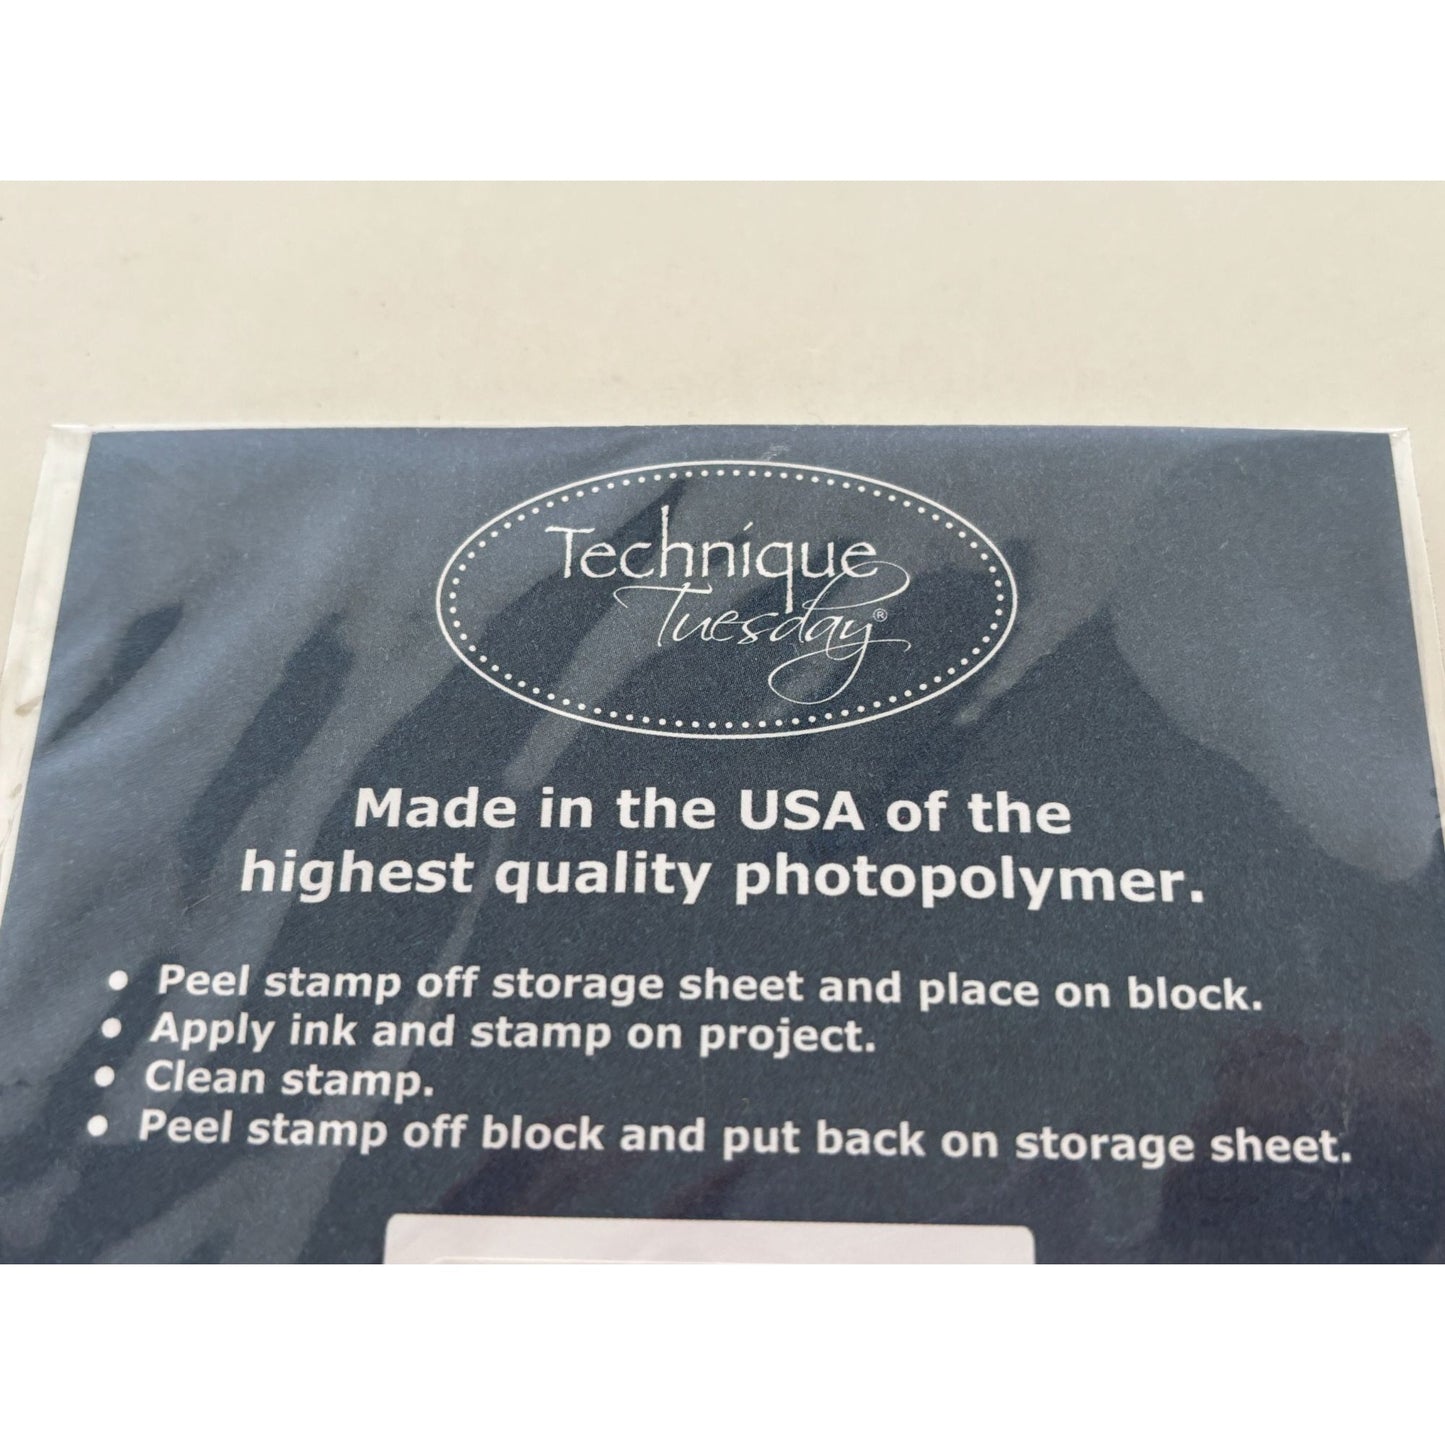 Technique
Tuesday®
Made in the USA of the
highest quality photopolymer.
• Peel stamp off storage sheet and place on block.
• Apply ink and stamp on project.
• Clean stamp.
• Peel stamp off block and put back on storage sheet.